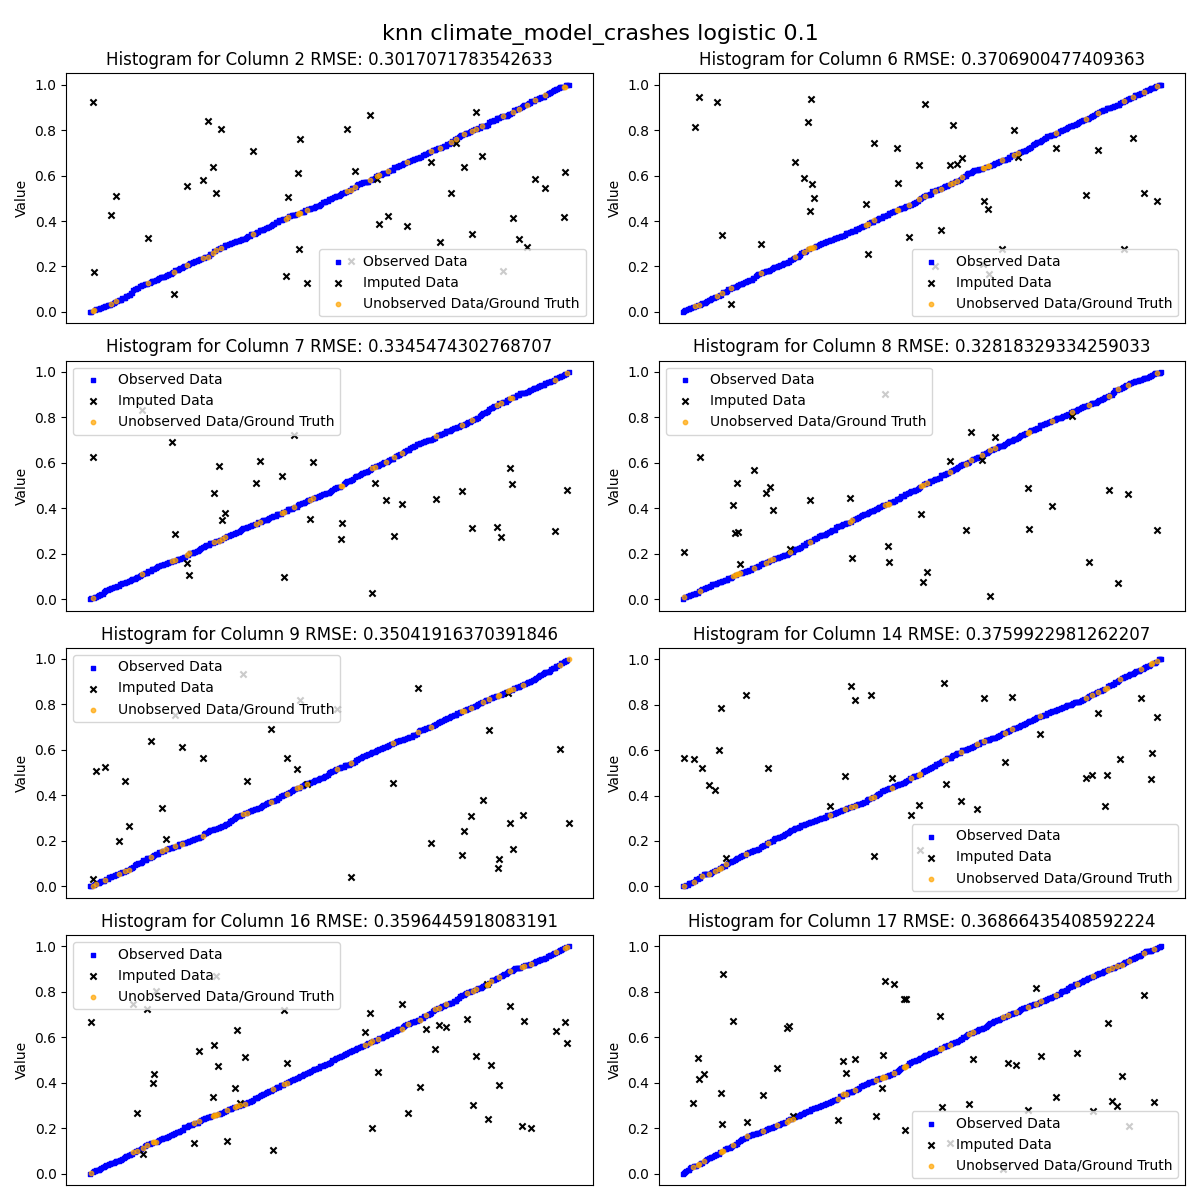 knn climate_model_crashes logistic 0.1
Histogram for Column 2 RMSE: 0.3017071783542633
Histogram for Column 6 RMSE: 0.3706900477409363
1.0
0.8
0.6
0.4
0.2
0.0
Value
Observed Data
Imputed Data
Unobserved Data/Ground Truth
1.0
0.8
0.6
0.4
0.2
0.0
Value
Observed Data
Imputed Data
Unobserved Data/Ground Truth
Histogram for Column 7 RMSE: 0.3345474302768707
Histogram for Column 8 RMSE: 0.32818329334259033
1.0
0.8
0.6
0.4
0.2
0.0
Value
Observed Data
Imputed Data
Unobserved Data/Ground Truth
1.0
0.8
0.6
0.4
0.2
0.0
Value
Observed Data
Imputed Data
Unobserved Data/Ground Truth
Histogram for Column 9 RMSE: 0.35041916370391846
Histogram for Column 14 RMSE: 0.3759922981262207
1.0
0.8
0.6
0.4
0.2
0.0
Value
Observed Data
Imputed Data
Unobserved Data/Ground Truth
1.0
0.8
0.6
0.4
0.2
0.0
Value
Observed Data
Imputed Data
Unobserved Data/Ground Truth
Histogram for Column 16 RMSE: 0.3596445918083191
Histogram for Column 17 RMSE: 0.36866435408592224
1.0
0.8
0.6
0.4
0.2
0.0
Value
Observed Data
Imputed Data
Unobserved Data/Ground Truth
1.0
0.8
0.6
0.4
0.2
0.0
Value
Observed Data
Imputed Data
Unobserved Data/Ground Truth